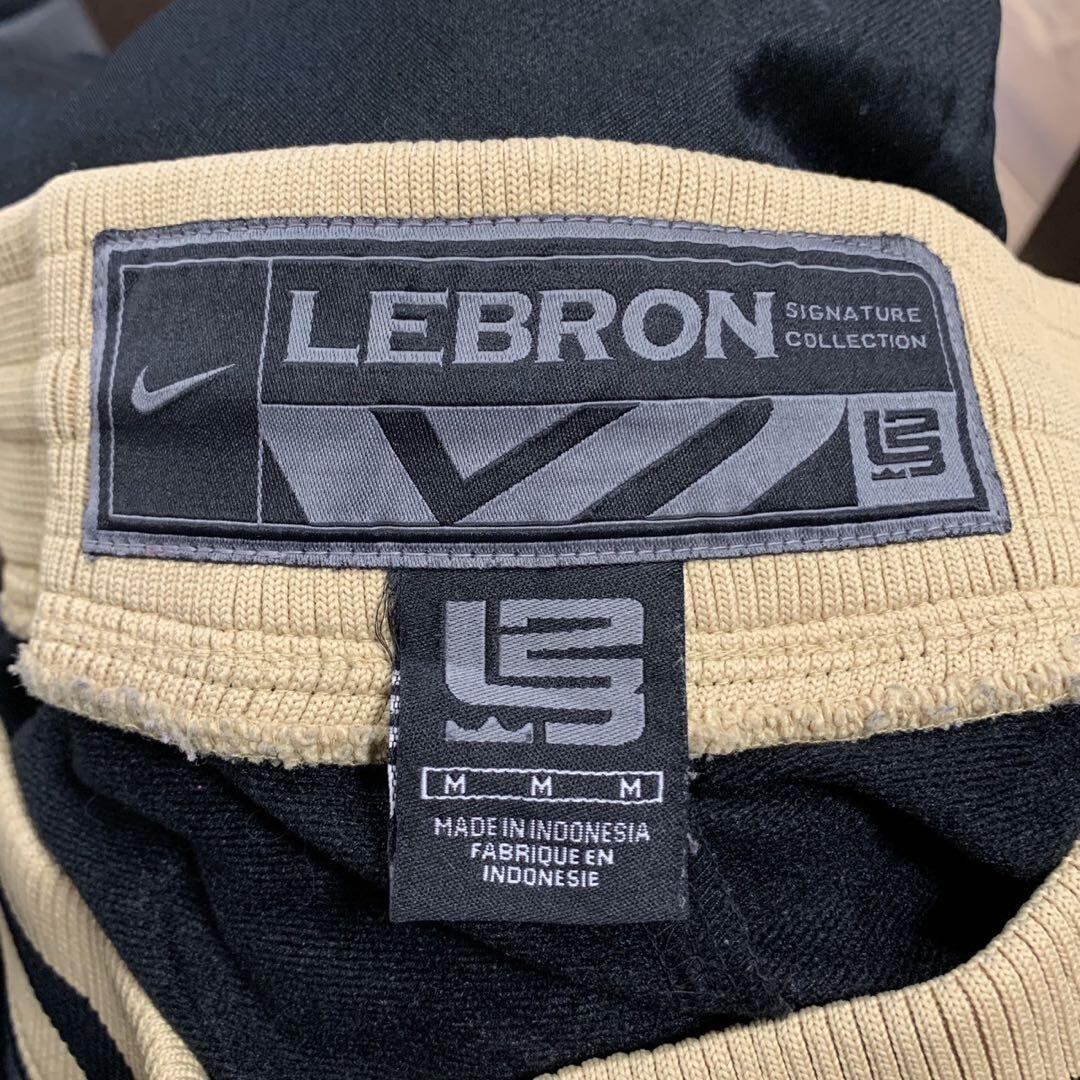 LEBRON
SIGNATURE
COLLECTION
M M M
MADE IN INDONESIA
FABRIQUE EN
INDONESIE